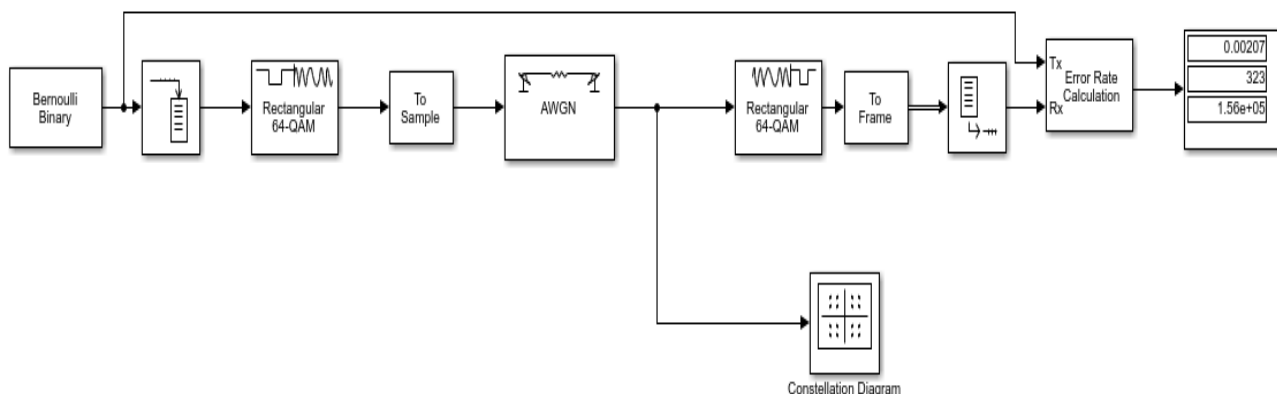 Bernoulli
Binary
Rectangular
64-QAM
To
Sample
AWGN
Rectangular
64-QAM
To
Frame
Tx
Rx
Error Rate
Calculation
0.00207
323
1.56e+05
Constellation Diagram